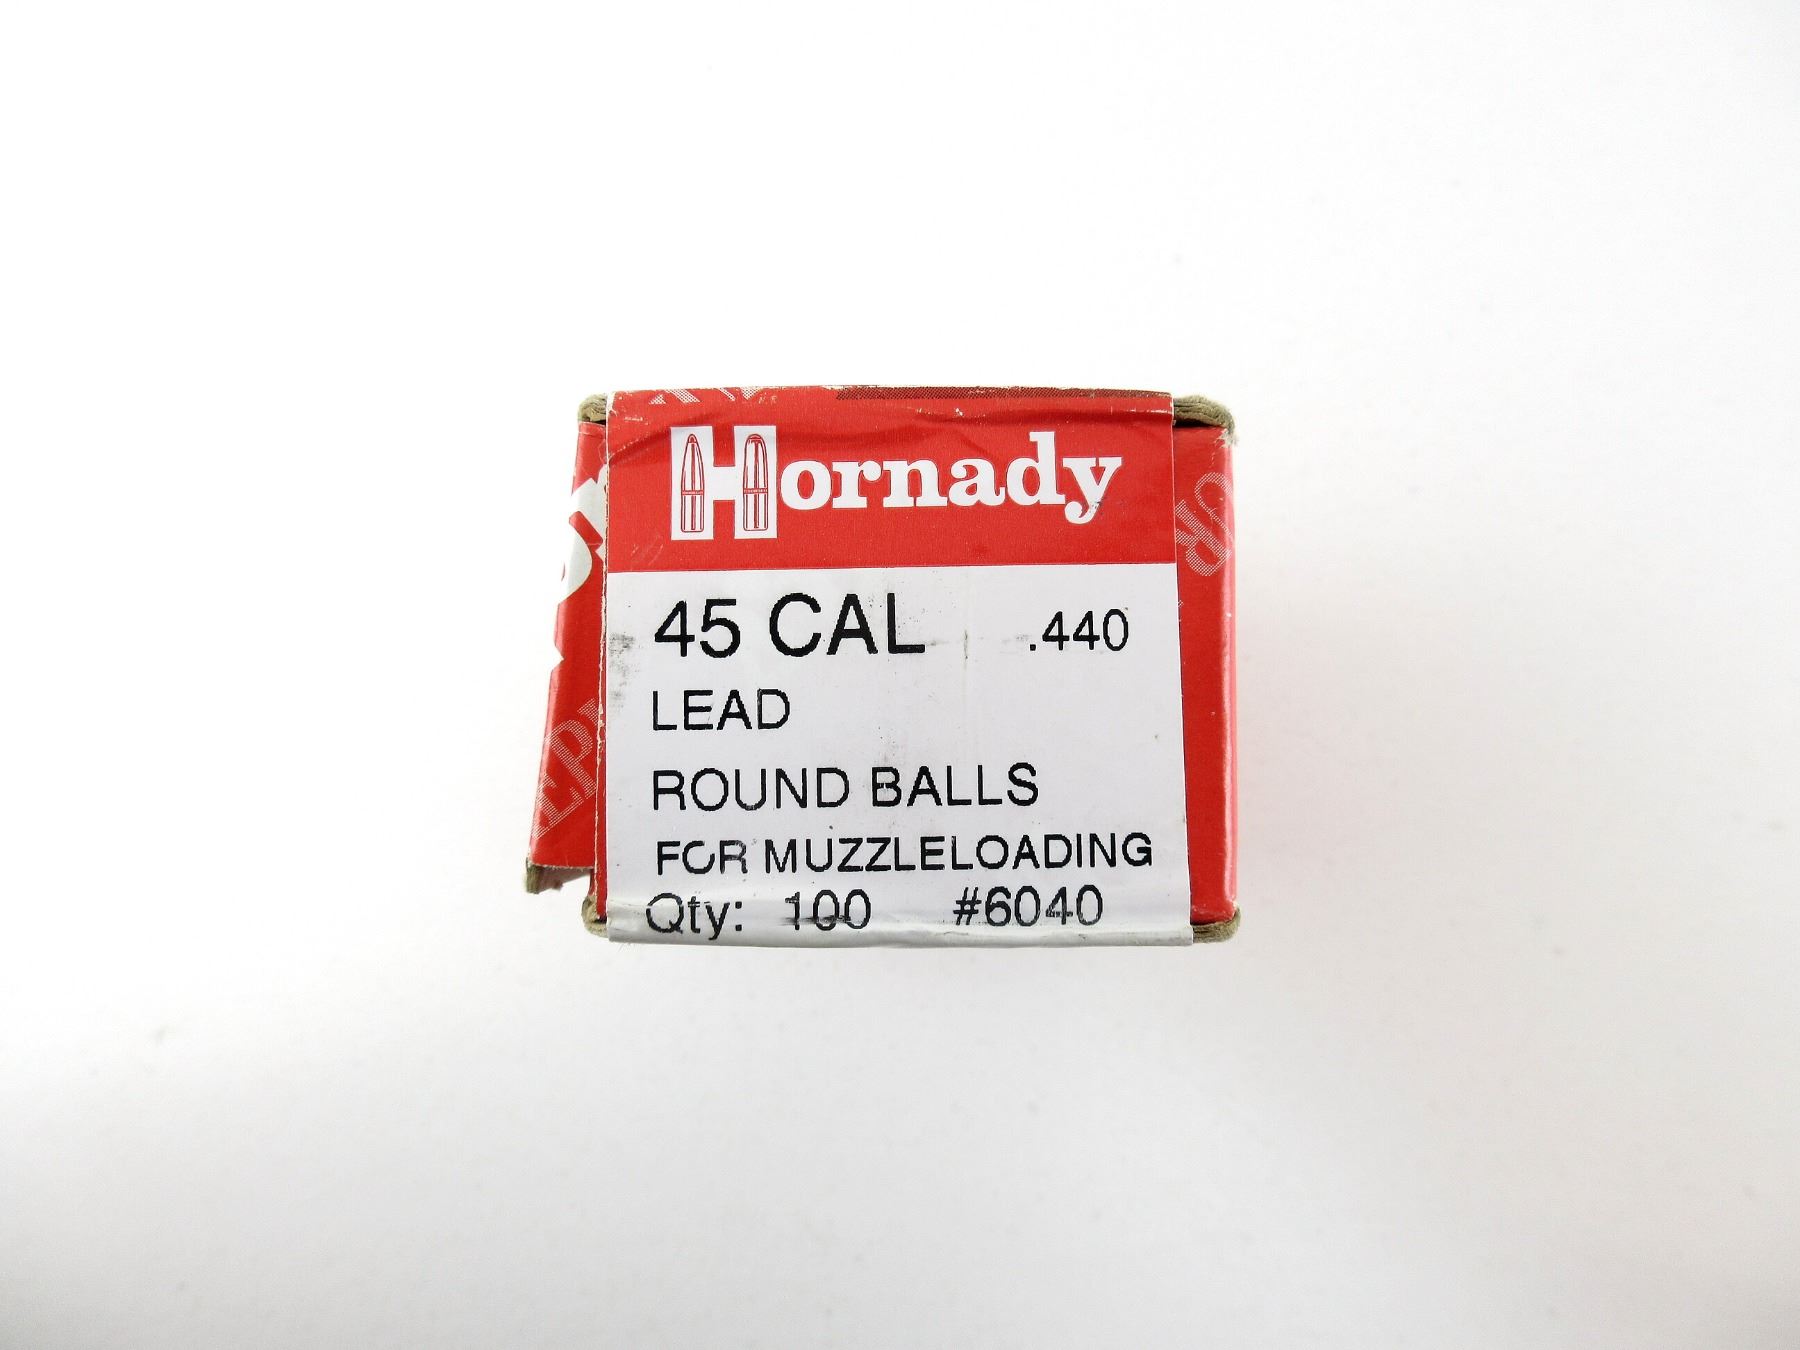 Hornady
45 CAL .440
LEAD
ROUND BALLS
FOR MUZZLELOADING
Qty: 100 #6040